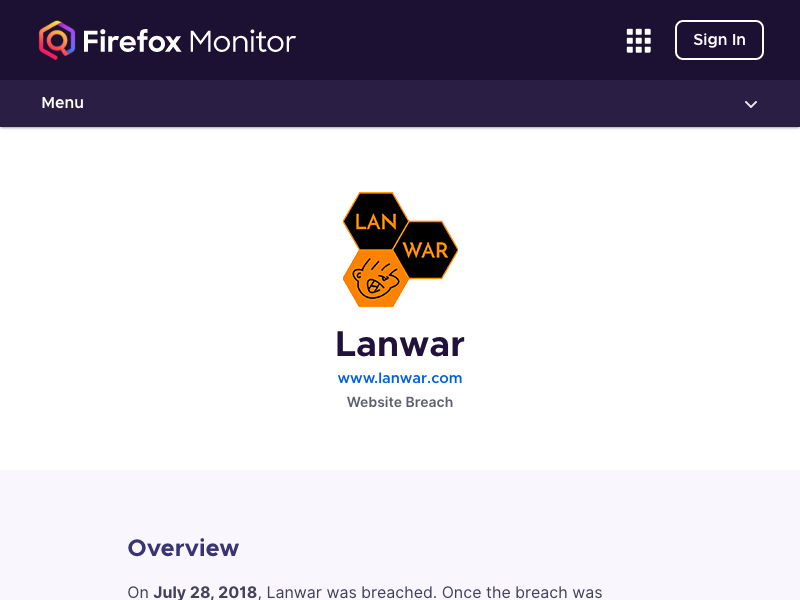 Firefox Monitor
Sign In
Menu
LAN
WAR
Lanwar
www.lanwar.com
Website Breach
Overview
On July 28, 2018, Lanwar was breached. Once the breach was